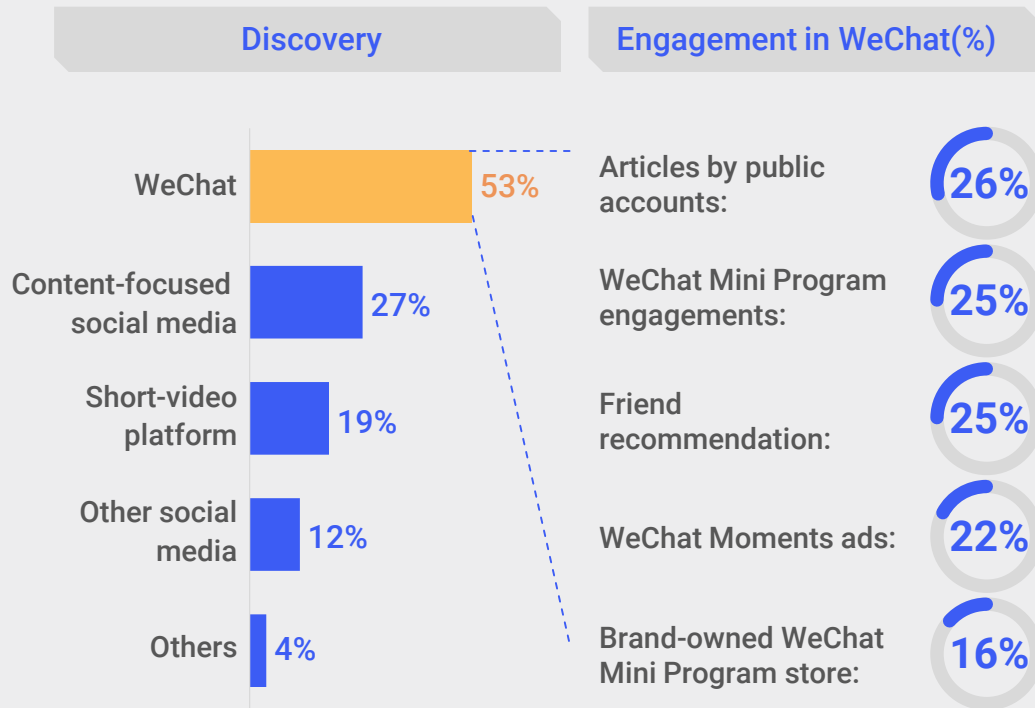 Discovery
WeChat
53%
Content-focused
social media
27%
Short-video
platform
19%
Other social
media
12%
Others
4%
Engagement in WeChat(%)
Articles by public
accounts:
26%
WeChat Mini Program
engagements:
25%
Friend
recommendation:
25%
WeChat Moments ads:
22%
Brand-owned WeChat
Mini Program store:
16%